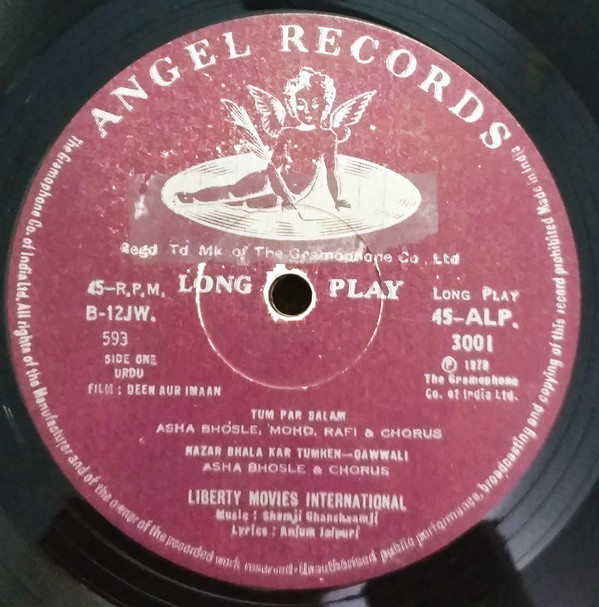 ANGEL RECORDS
Regd Td. Mk. of The Gramophone Co. Ltd
45-R.P.M. LONG PLAY
B-12JW.
593
SIDE ONE
URDU
FILM : DEEN AUR IMAAN
LONG PLAY
45-ALP.
3001
Ⓟ 1978
The Gramophone
Co. of India Ltd.
TUM PAR SALAM
ASHA BHOSLE, MOHD. RAFI & CHORUS
NAZAR BHALA KAR TUMHEN—QAWWALI
ASHA BHOSLE & CHORUS
LIBERTY MOVIES INTERNATIONAL
Music : Shamji Ghanshamji
Lyrics : Anjum Jaipuri
The Gramophone Co. of India Ltd. All rights of the Manufacturer and of the owner of the recorded work reserved-Unauthorised public performance, broadcasting and copying of this record prohibited Made in India